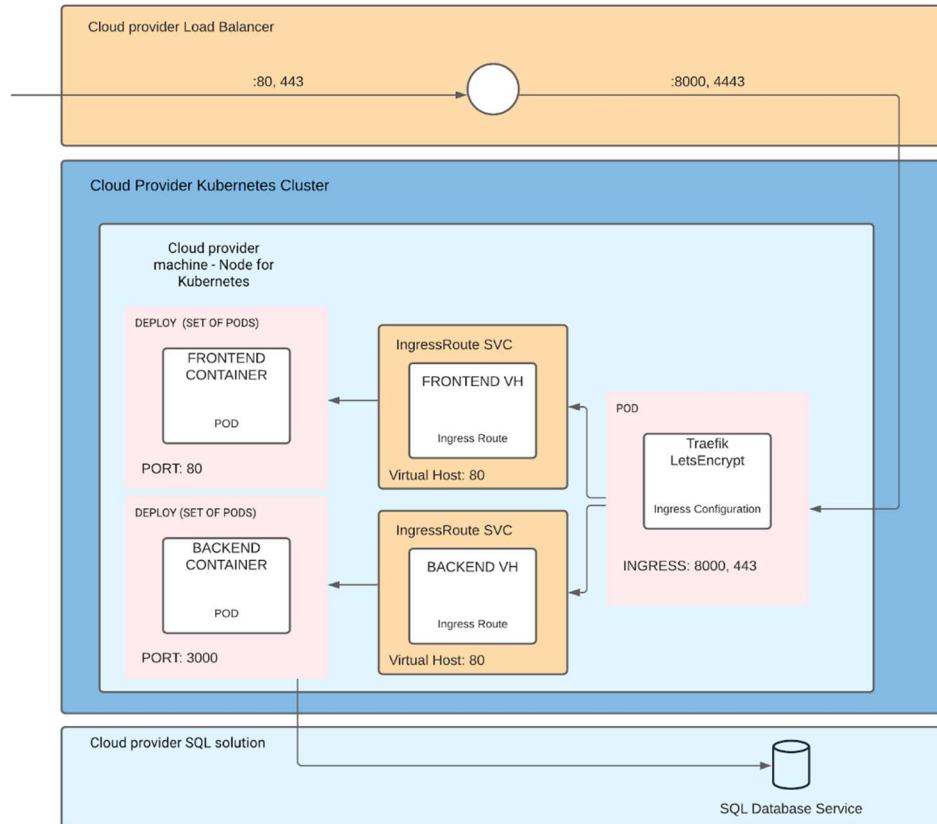 Cloud provider Load Balancer
:80, 443
:8000, 4443
Cloud Provider Kubernetes Cluster
Cloud provider
machine - Node for
Kubernetes
DEPLOY (SET OF PODS)
FRONTEND
CONTAINER
POD
PORT: 80
IngressRoute SVC
FRONTEND VH
Ingress Route
Virtual Host: 80
POD
Traefik
LetsEncrypt
Ingress Configuration
INGRESS: 8000, 443
DEPLOY (SET OF PODS)
BACKEND
CONTAINER
POD
PORT: 3000
IngressRoute SVC
BACKEND VH
Ingress Route
Virtual Host: 80
Cloud provider SQL solution
SQL Database Service